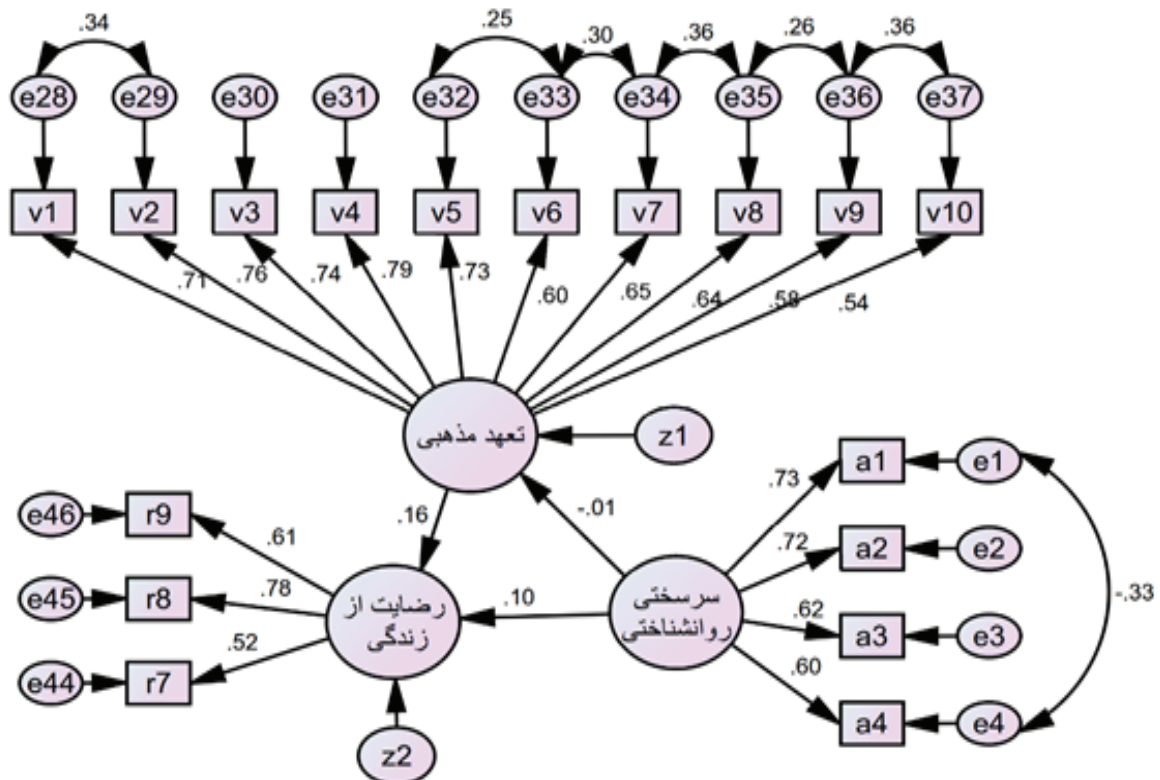 .34 .25 .30 .36 .26 .36
e28 e29 e30 e31 e32 e33 e34 e35 e36 e37
v1 v2 v3 v4 v5 v6 v7 v8 v9 v10
.71 .76 .74 .79 .73 .60 .65 .64 .58 .54
تعهد مذهبی
z1
a1 e1
.73
e46 r9
.16
-.01
.61
.72
a2 e2
e45 r8
.78
رضایت از
زندگی
.10
سرسختی
روانشناختی
-.33
.62
a3 e3
.52
.60
e44 r7
a4 e4
z2